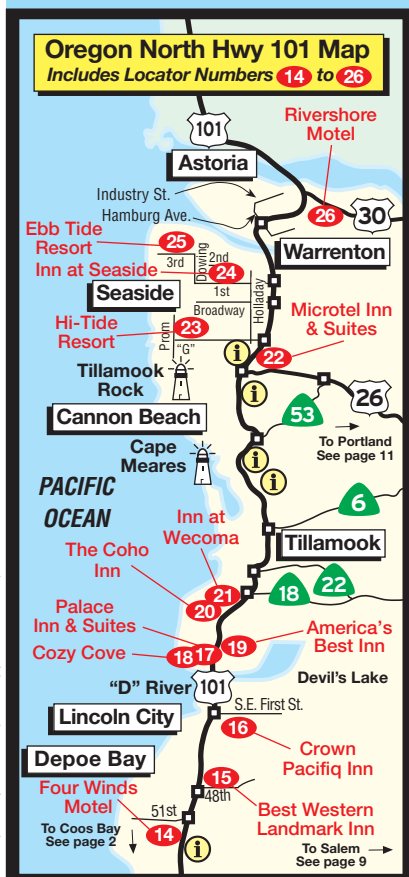 Oregon North Hwy 101 Map
Includes Locator Numbers 14 to 26
101
Rivershore
Motel
Astoria
Industry St.
Hamburg Ave.
26
30
Ebb Tide
Resort
25
3rd
Dowing
2nd
Warrenton
Inn at Seaside
24
1st
Seaside
Broadway
Holladay
Hi-Tide
Resort
23
Prom
"G"
Microtel Inn
& Suites
i
22
Tillamook
Rock
i
26
53
Cannon Beach
To Portland
See page 11
Cape
Meares
i
i
PACIFIC
OCEAN
6
Inn at
Wecoma
Tillamook
The Coho
Inn
21
20
18
22
Palace
Inn & Suites
America's
Best Inn
19
Cozy Cove
18
17
"D" River
101
Devil's Lake
Lincoln City
S.E. First St.
16
Crown
Pacifiq Inn
Depoe Bay
15
48th
Four Winds
Motel
51st
14
Best Western
Landmark Inn
To Coos Bay
See page 2
i
To Salem
See page 9